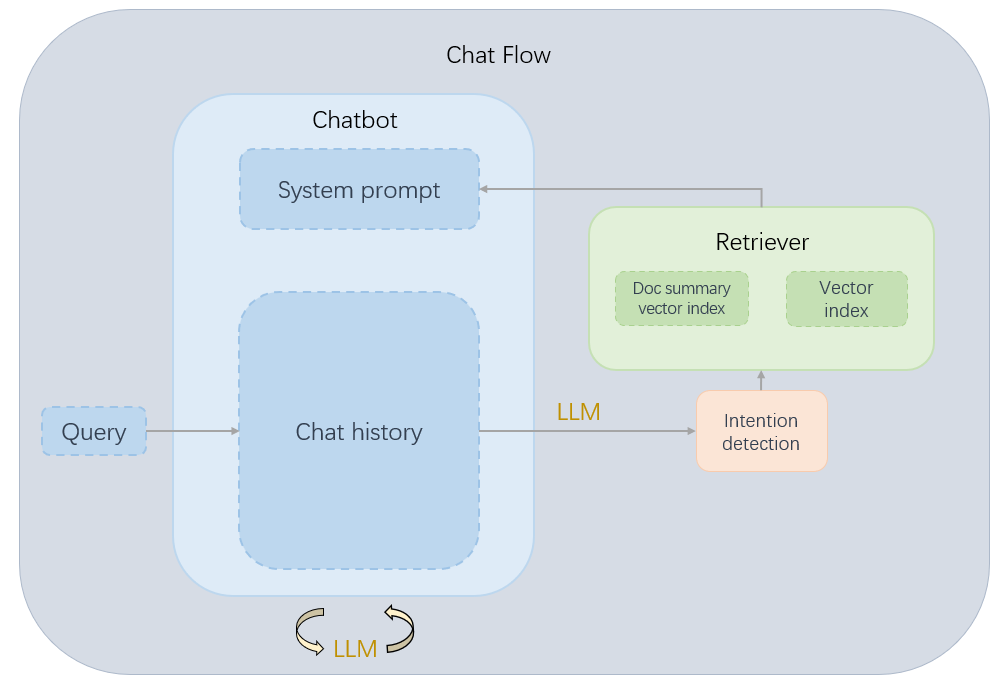 Chat Flow
Chatbot
System prompt
Retriever
Doc summary
vector index
Vector
index
Query
Chat history
LLM
Intention
detection
LLM